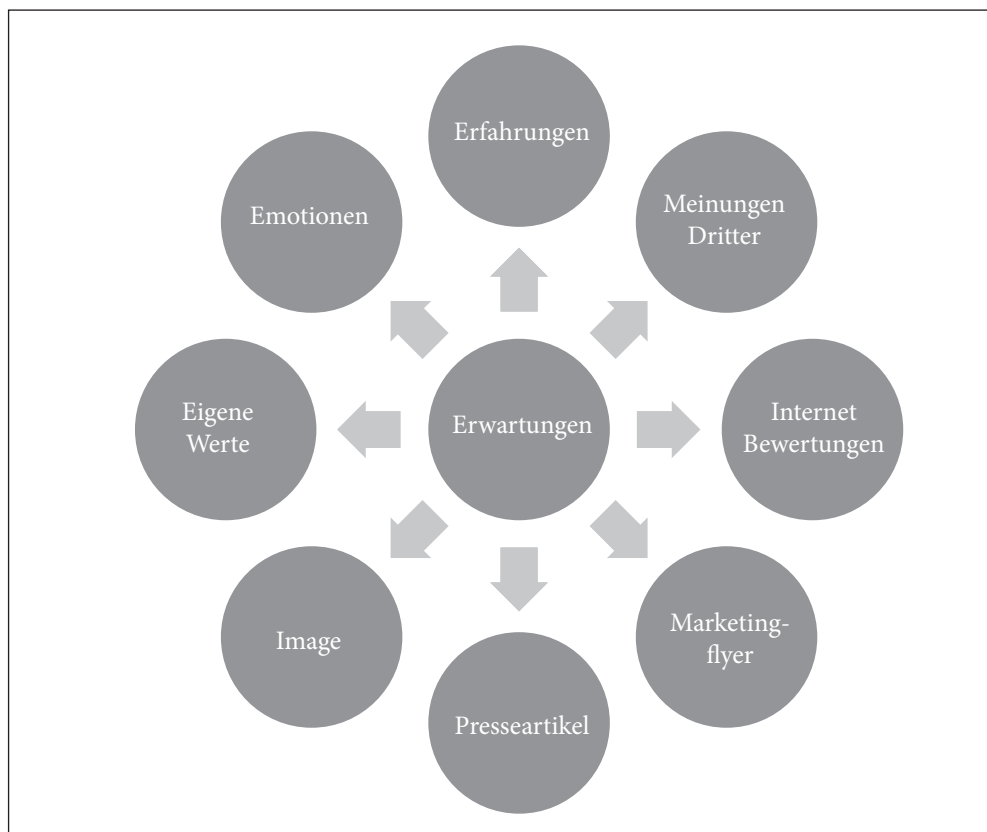 Erfahrungen
Meinungen
Dritter
Internet
Bewertungen
Marketing-
flyer
Presseartikel
Image
Eigene
Werte
Emotionen
Erwartungen